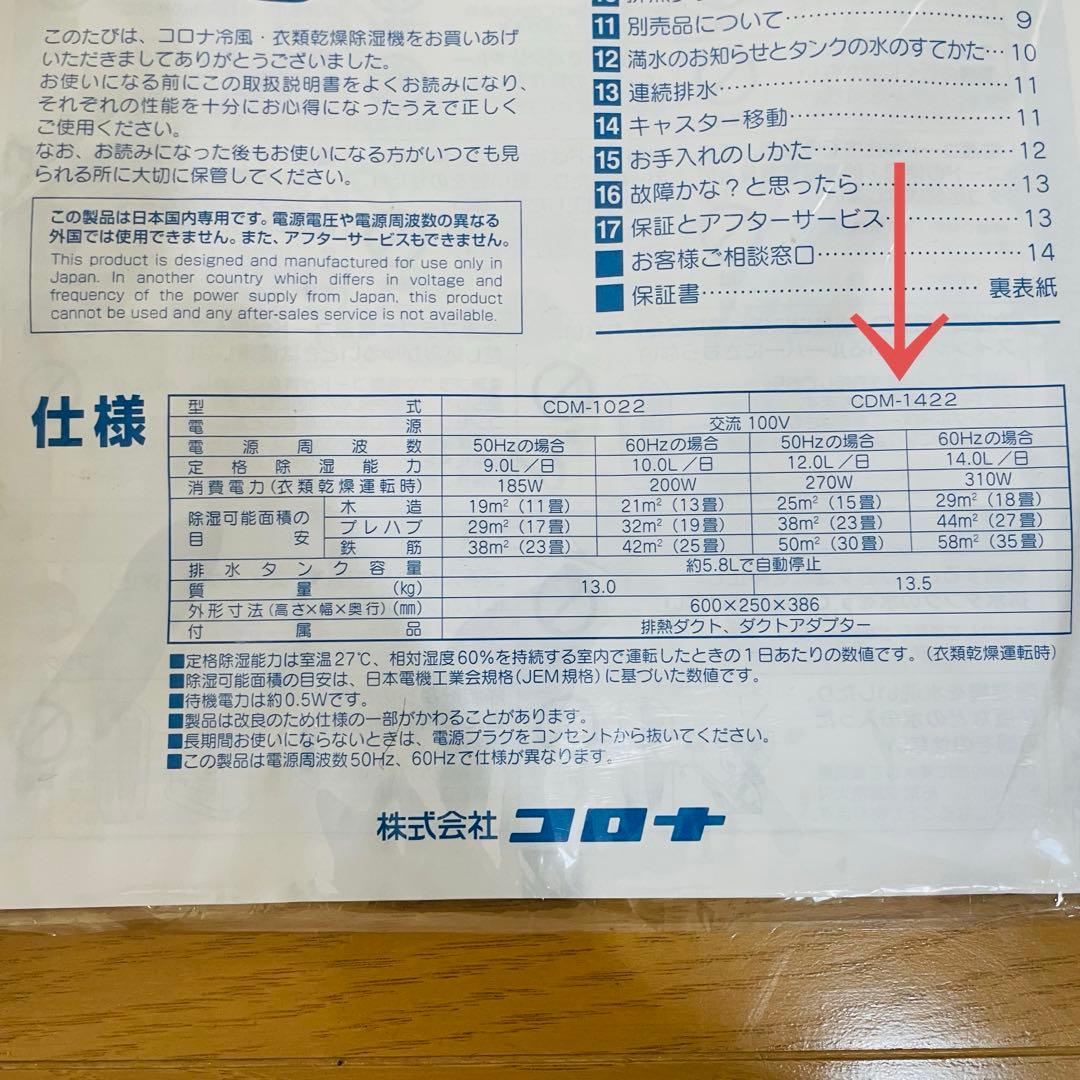 このたびは、コロナ冷風・衣類乾燥除湿機をお買いあげ
いただきましてありがとうございました。
お使いになる前にこの取扱説明書をよくお読みになり、
それぞれの性能を十分にお心得になったうえで正しく
ご使用ください。
なお、お読みになった後もお使いになる方がいつでも見
られる所に大切に保管してください。
この製品は日本国内専用です。電源電圧や電源周波数の異なる
外国では使用できません。また、アフターサービスもできません。
This product is designed and manufactured for use only in
Japan. In another country which differs in voltage and
frequency of the power supply from Japan, this product
cannot be used and any after-sales service is not available.
11 別売品について 9
12 満水のお知らせとタンクの水のすてかた 10
13 連続排水 11
14 キャスター移動 11
15 お手入れのしかた 12
16 故障かな？と思ったら 13
17 保証とアフターサービス 13
お客様ご相談窓口 14
保証書 裏表紙
仕様
型式 CDM-1022 CDM-1422
電源 交流 100V
電源周波数 50Hzの場合 60Hzの場合 50Hzの場合 60Hzの場合
定格除湿能力 9.0L／日 10.0L／日 12.0L／日 14.0L／日
消費電力(衣類乾燥運転時) 185W 200W 270W 310W
除湿可能面積の目安 木造 19m²（11畳） 21m²（13畳） 25m²（15畳） 29m²（18畳）
プレハブ 29m²（17畳） 32m²（19畳） 38m²（23畳） 44m²（27畳）
鉄筋 38m²（23畳） 42m²（25畳） 50m²（30畳） 58m²（35畳）
排水タンク容量 約5.8Lで自動停止
質量 (kg) 13.0 13.5
外形寸法(高さ×幅×奥行)(mm) 600×250×386
付属品 排熱ダクト、ダクトアダプター
■定格除湿能力は室温27℃、相対湿度60%を持続する室内で運転したときの1日あたりの数値です。（衣類乾燥運転時）
■除湿可能面積の目安は、日本電機工業会規格(JEM規格)に基づいた数値です。
■待機電力は約0.5Wです。
■製品は改良のため仕様の一部がかわることがあります。
■長期間お使いにならないときは、電源プラグをコンセントから抜いてください。
■この製品は電源周波数50Hz、60Hzで仕様が異なります。
株式会社 コロナ